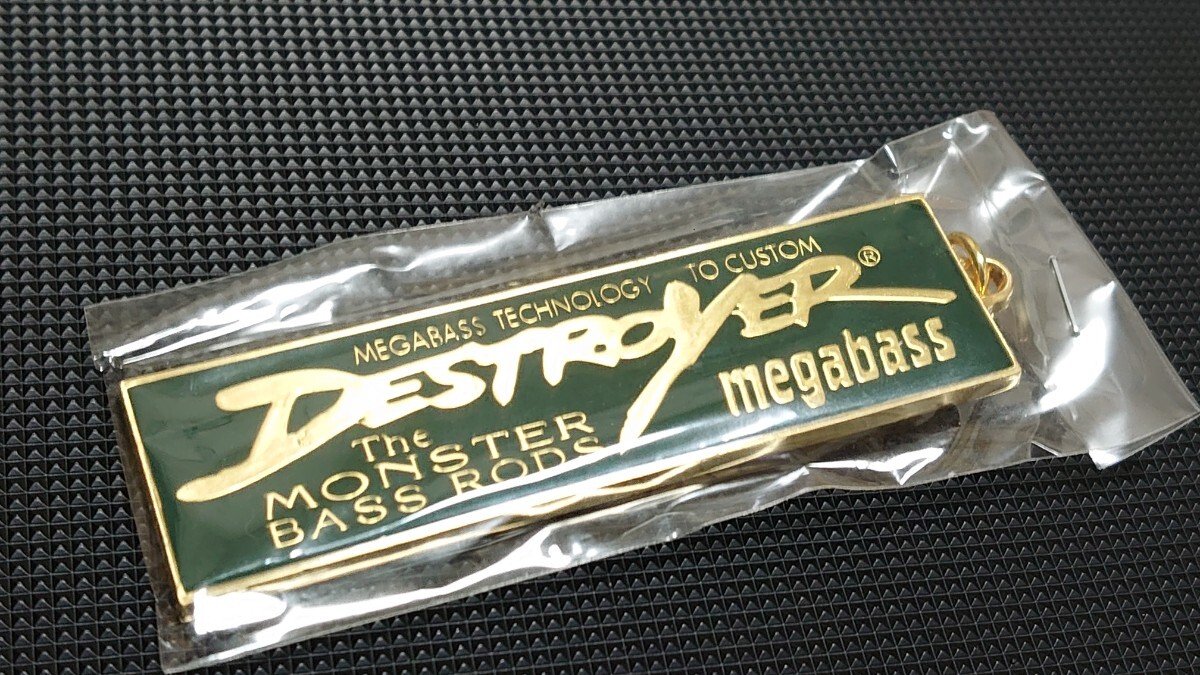 MEGABASS TECHNOLOGY TO CUSTOM
DESTROYER®
megabass
The
MONSTER
BASS RODS